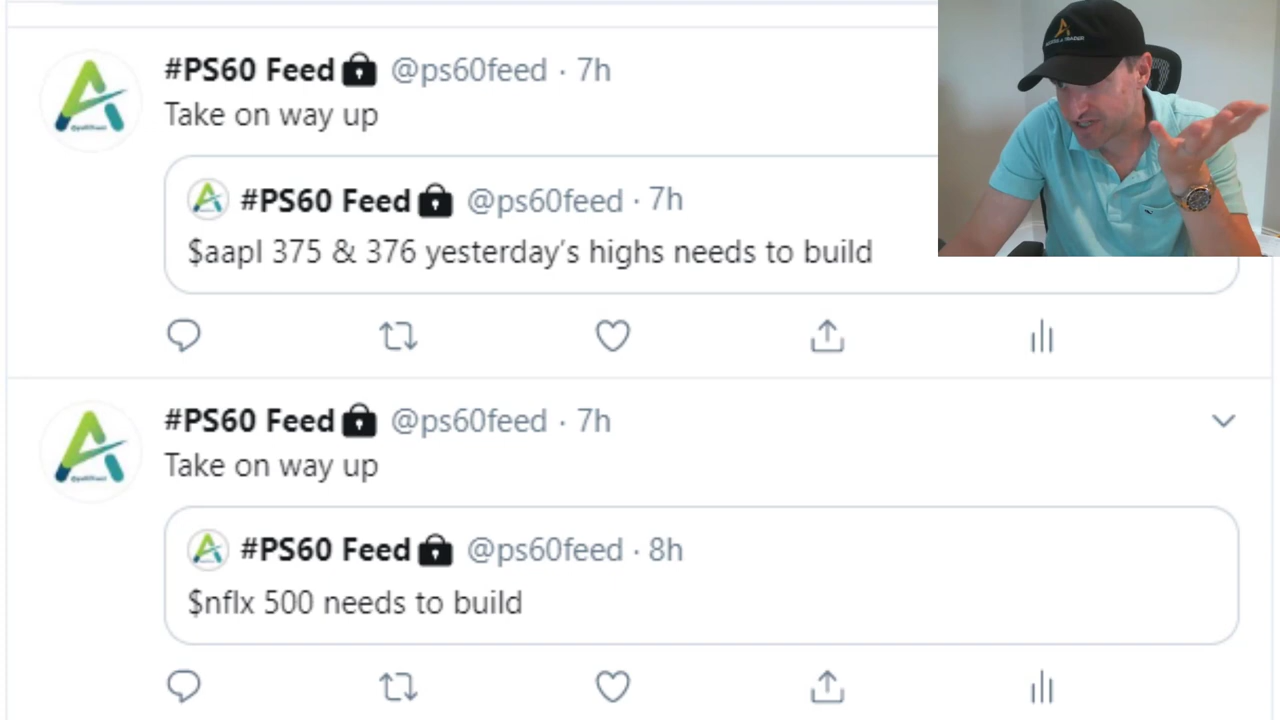 #PS60 Feed @ps60feed · 7h
Take on way up
#PS60 Feed @ps60feed · 7h
$aapl 375 & 376 yesterday's highs needs to build
#PS60 Feed @ps60feed · 7h
Take on way up
#PS60 Feed @ps60feed · 8h
$nflx 500 needs to build